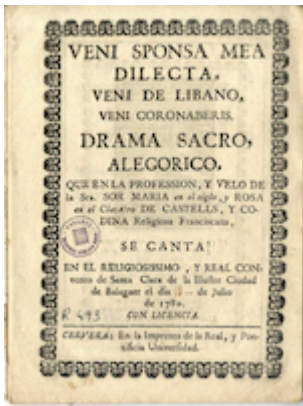 VENI SPONSA MEA
DILECTA,
VENI DE LIBANO,
VENI CORONABERIS.
DRAMA SACRO,
ALEGORICO,
QUE EN LA PROFESSION, Y VELO DE
la Sra. SOR MARIA en el siglo, y ROSA
en el Claustro DE CASTELLS, Y CO-
DINA Religiosa Franciscana,
SE CANTA!
EN EL RELIGIOSISSIMO, Y REAL CON-
vento de Santa Clara de la Ilustre Ciudad
de Balaguer el dia de Julio
de 178
R 493
CON LICENCIA
CERVERA: En la Imprenta de la Real, y Pon-
tificia Universidad.